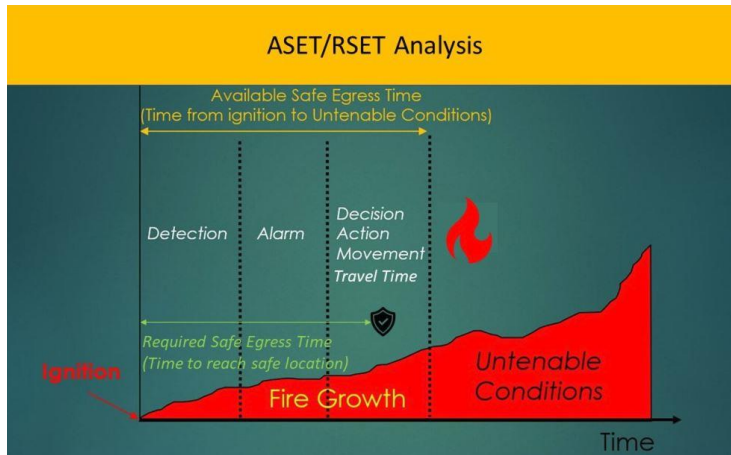 ASET/RSET Analysis
Available Safe Egress Time
(Time from ignition to Untenable Conditions)
Detection
Alarm
Decision
Action
Movement
Travel Time
Required Safe Egress Time
(Time to reach safe location)
Ignition
Fire Growth
Untenable
Conditions
Time